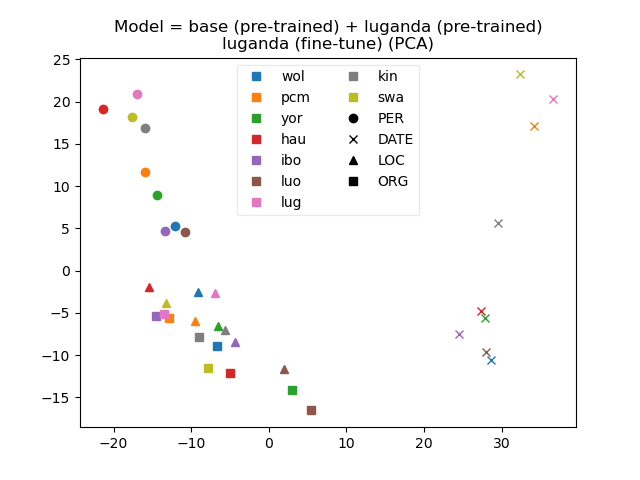 Model = base (pre-trained) + luganda (pre-trained)
luganda (fine-tune) (PCA)
25
20
15
10
5
0
−5
−10
−15
−20
−10
0
10
20
30
wol
pcm
yor
hau
ibo
luo
lug
kin
swa
PER
DATE
LOC
ORG